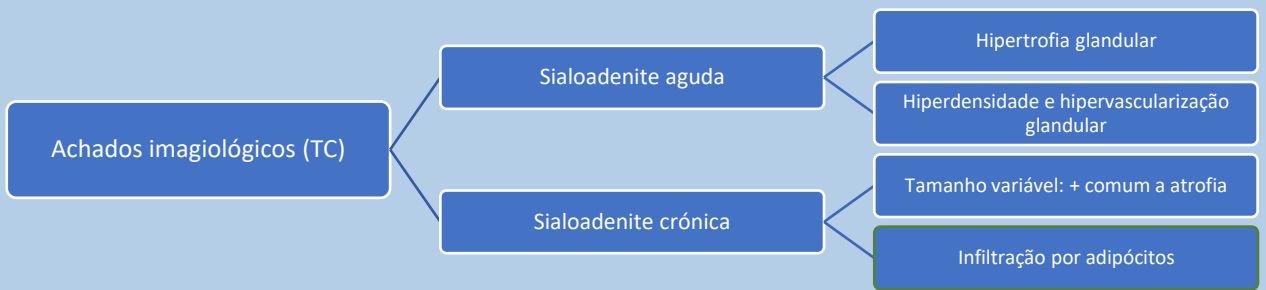 Achados imagiológicos (TC)
Sialoadenite aguda
Hipertrofia glandular
Hiperdensidade e hipervascularização
glandular
Sialoadenite crónica
Tamanho variável: + comum a atrofia
Infiltração por adipócitos